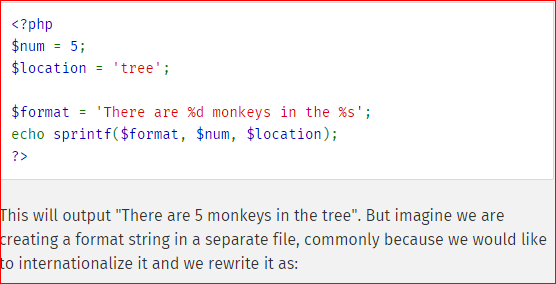 <?php
$num = 5;
$location = 'tree';

$format = 'There are %d monkeys in the %s';
echo sprintf($format, $num, $location);
?>
This will output "There are 5 monkeys in the tree". But imagine we are
creating a format string in a separate file, commonly because we would like
to internationalize it and we rewrite it as: